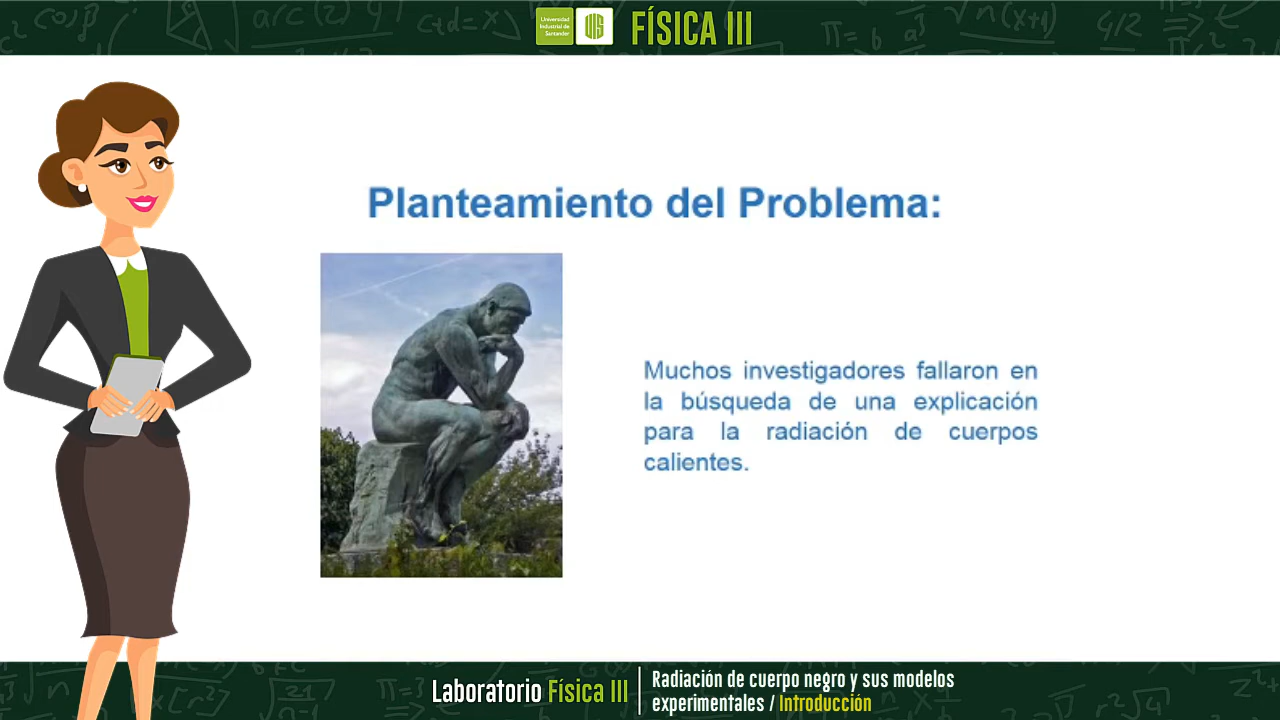 Universidad
Industrial de
Santander
UIS
FÍSICA III
Planteamiento del Problema:
Muchos investigadores fallaron en
la búsqueda de una explicación
para la radiación de cuerpos
calientes.
Laboratorio Física III
Radiación de cuerpo negro y sus modelos
experimentales / Introducción